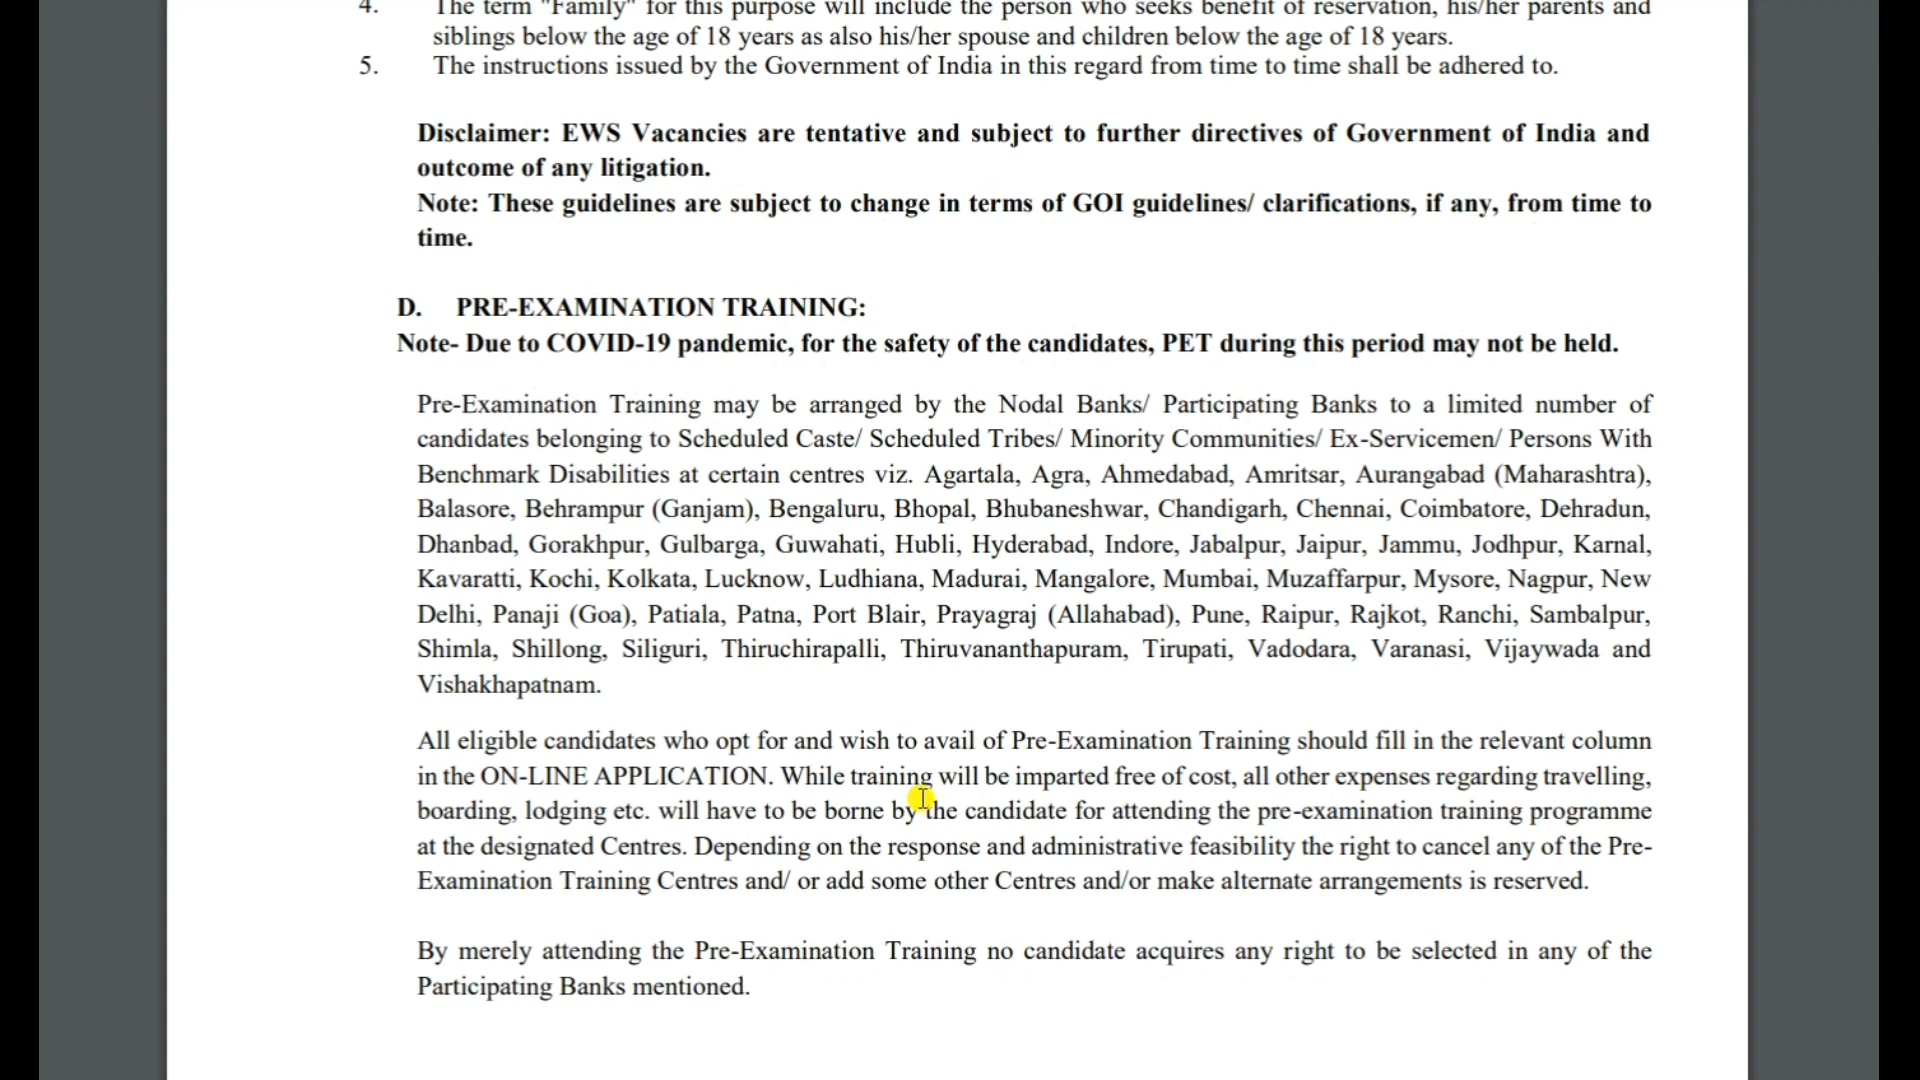 4. The term "Family" for this purpose will include the person who seeks benefit of reservation, his/her parents and
siblings below the age of 18 years as also his/her spouse and children below the age of 18 years.
5. The instructions issued by the Government of India in this regard from time to time shall be adhered to.
Disclaimer: EWS Vacancies are tentative and subject to further directives of Government of India and
outcome of any litigation.
Note: These guidelines are subject to change in terms of GOI guidelines/ clarifications, if any, from time to
time.
D. PRE-EXAMINATION TRAINING:
Note- Due to COVID-19 pandemic, for the safety of the candidates, PET during this period may not be held.
Pre-Examination Training may be arranged by the Nodal Banks/ Participating Banks to a limited number of
candidates belonging to Scheduled Caste/ Scheduled Tribes/ Minority Communities/ Ex-Servicemen/ Persons With
Benchmark Disabilities at certain centres viz. Agartala, Agra, Ahmedabad, Amritsar, Aurangabad (Maharashtra),
Balasore, Behrampur (Ganjam), Bengaluru, Bhopal, Bhubaneshwar, Chandigarh, Chennai, Coimbatore, Dehradun,
Dhanbad, Gorakhpur, Gulbarga, Guwahati, Hubli, Hyderabad, Indore, Jabalpur, Jaipur, Jammu, Jodhpur, Karnal,
Kavaratti, Kochi, Kolkata, Lucknow, Ludhiana, Madurai, Mangalore, Mumbai, Muzaffarpur, Mysore, Nagpur, New
Delhi, Panaji (Goa), Patiala, Patna, Port Blair, Prayagraj (Allahabad), Pune, Raipur, Rajkot, Ranchi, Sambalpur,
Shimla, Shillong, Siliguri, Thiruchirapalli, Thiruvananthapuram, Tirupati, Vadodara, Varanasi, Vijaywada and
Vishakhapatnam.
All eligible candidates who opt for and wish to avail of Pre-Examination Training should fill in the relevant column
in the ON-LINE APPLICATION. While training will be imparted free of cost, all other expenses regarding travelling,
boarding, lodging etc. will have to be borne by the candidate for attending the pre-examination training programme
at the designated Centres. Depending on the response and administrative feasibility the right to cancel any of the Pre-
Examination Training Centres and/ or add some other Centres and/or make alternate arrangements is reserved.
By merely attending the Pre-Examination Training no candidate acquires any right to be selected in any of the
Participating Banks mentioned.